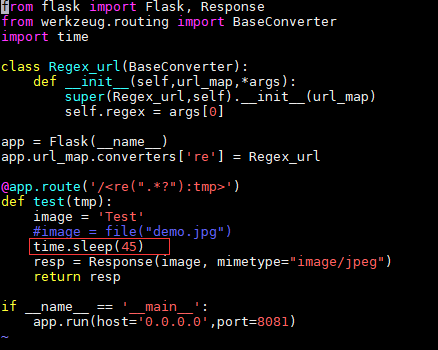 from flask import Flask, Response
from werkzeug.routing import BaseConverter
import time

class Regex_url(BaseConverter):
    def __init__(self,url_map,*args):
        super(Regex_url,self).__init__(url_map)
        self.regex = args[0]

app = Flask(__name__)
app.url_map.converters['re'] = Regex_url

@app.route('/<re(".*?"):tmp>')
def test(tmp):
    image = 'Test'
    #image = file("demo.jpg")
    time.sleep(45)
    resp = Response(image, mimetype="image/jpeg")
    return resp

if __name__ == '__main__':
    app.run(host='0.0.0.0',port=8081)
~